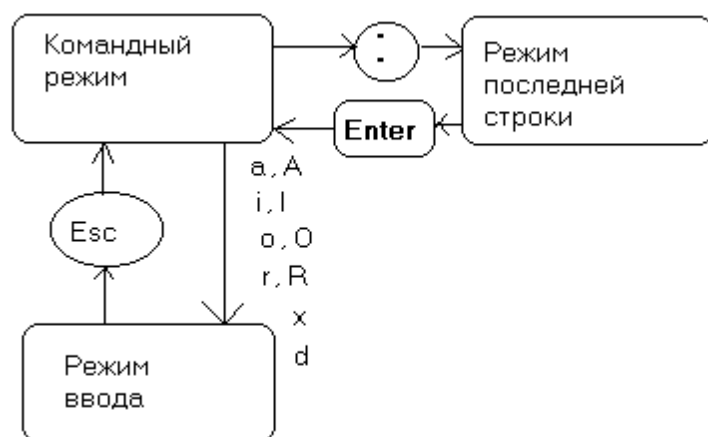 Командный
режим
:
Режим
последней
строки
Enter
a, A
i, I
o, O
r, R
x
d
Esc
Режим
ввода